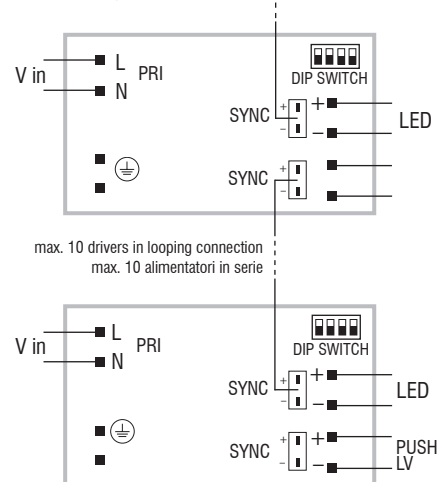 DIP SWITCH
V in
L
PRI
N
SYNC
+
-
+
LED
-
SYNC
+
-
max. 10 drivers in looping connection
max. 10 alimentatori in serie
DIP SWITCH
V in
L
PRI
N
SYNC
+
-
+
LED
-
SYNC
+
-
+
PUSH
LV
-